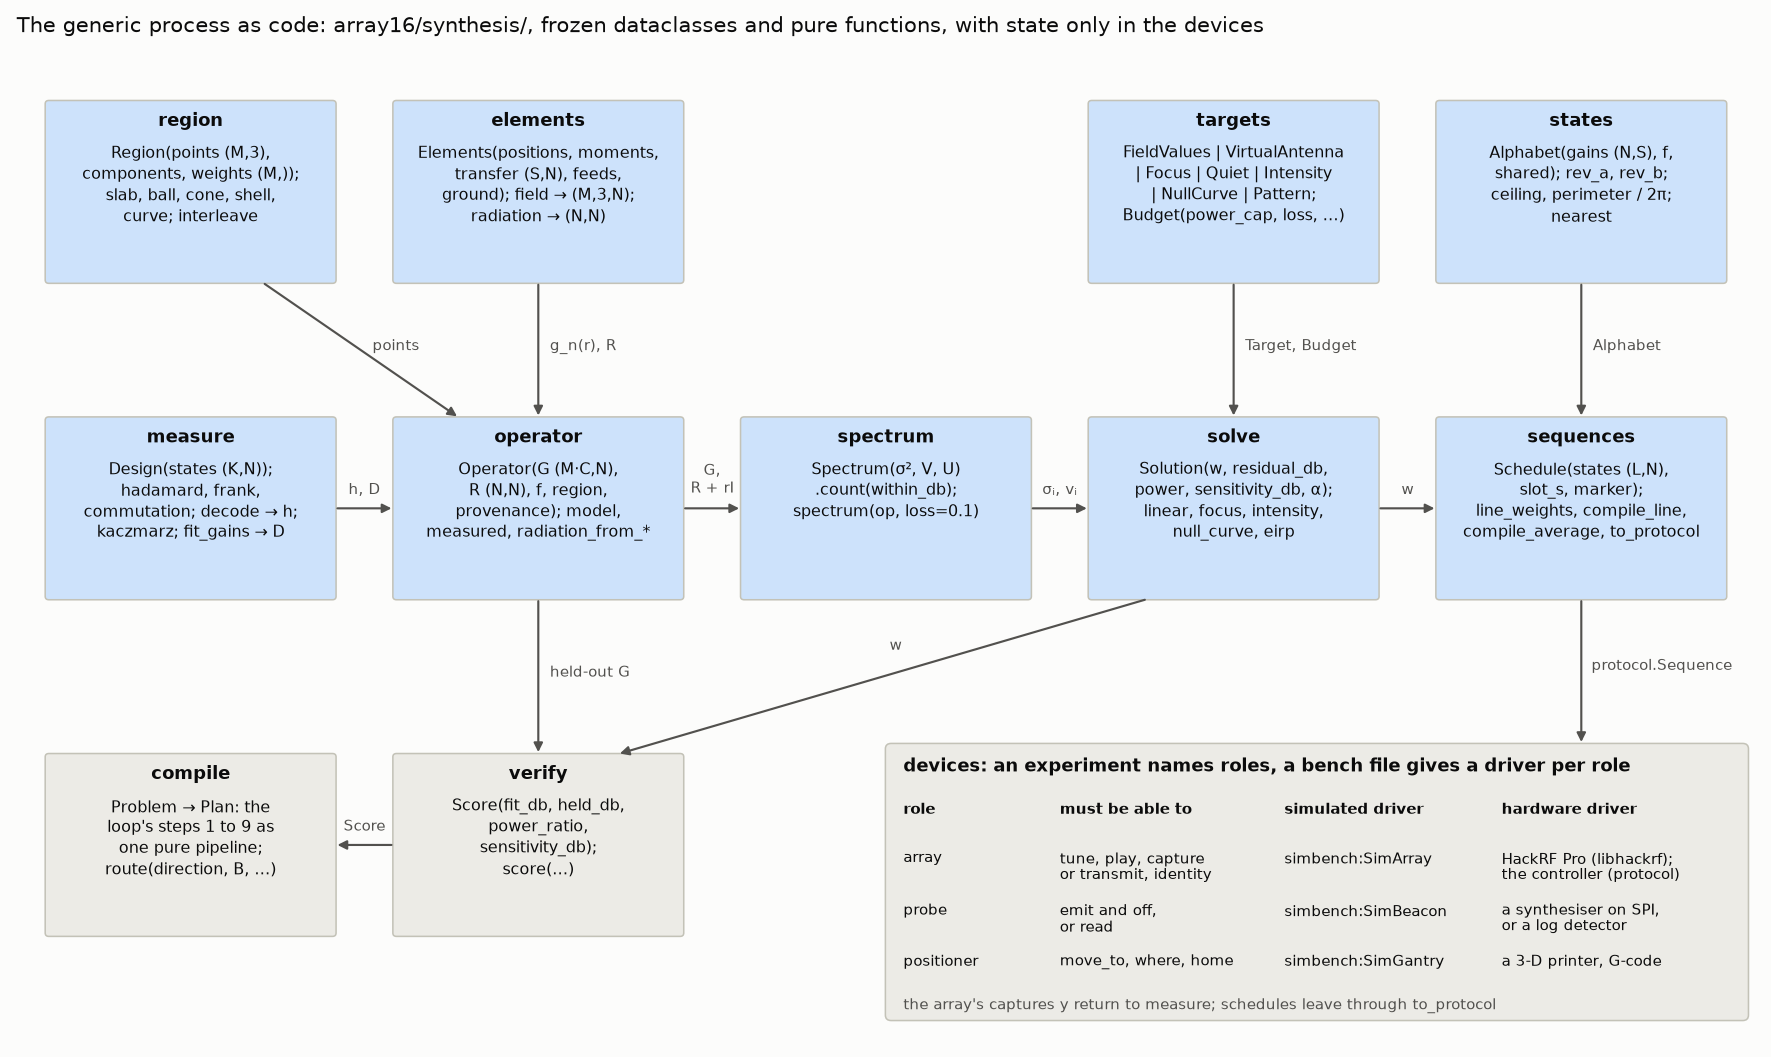 The generic process as code: array16/synthesis/, frozen dataclasses and pure functions, with state only in the devices
region
Region(points (M,3),
components, weights (M,));
slab, ball, cone, shell,
curve; interleave
elements
Elements(positions, moments,
transfer (S,N), feeds,
ground); field → (M,3,N);
radiation → (N,N)
targets
FieldValues | VirtualAntenna
| Focus | Quiet | Intensity
| NullCurve | Pattern;
Budget(power_cap, loss, ...)
states
Alphabet(gains (N,S), f,
shared); rev_a, rev_b;
ceiling, perimeter / 2π;
nearest
points
g_n(r), R
Target, Budget
Alphabet
measure
Design(states (K,N));
hadamard, frank,
commutation; decode → h;
kaczmarz; fit_gains → D
h, D
operator
Operator(G (M·C,N),
R (N,N), f, region,
provenance); model,
measured, radiation_from_*
G,
R + rI
spectrum
Spectrum(σ², V, U)
.count(within_db);
spectrum(op, loss=0.1)
σᵢ, vᵢ
solve
Solution(w, residual_db,
power, sensitivity_db, α);
linear, focus, intensity,
null_curve, eirp
w
sequences
Schedule(states (L,N),
slot_s, marker);
line_weights, compile_line,
compile_average, to_protocol
held-out G
w
protocol.Sequence
compile
Problem → Plan: the
loop's steps 1 to 9 as
one pure pipeline;
route(direction, B, ...)
Score
verify
Score(fit_db, held_db,
power_ratio,
sensitivity_db);
score(...)
devices: an experiment names roles, a bench file gives a driver per role
role must be able to simulated driver hardware driver
array tune, play, capture simbench:SimArray HackRF Pro (libhackrf);
or transmit, identity the controller (protocol)
probe emit and off, simbench:SimBeacon a synthesiser on SPI,
or read or a log detector
positioner move_to, where, home simbench:SimGantry a 3-D printer, G-code
the array's captures y return to measure; schedules leave through to_protocol